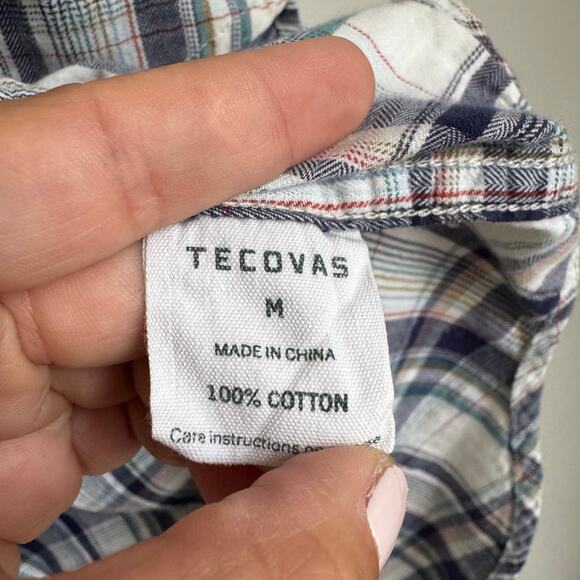 TECOVAS
M
MADE IN CHINA
100% COTTON
Care instructions